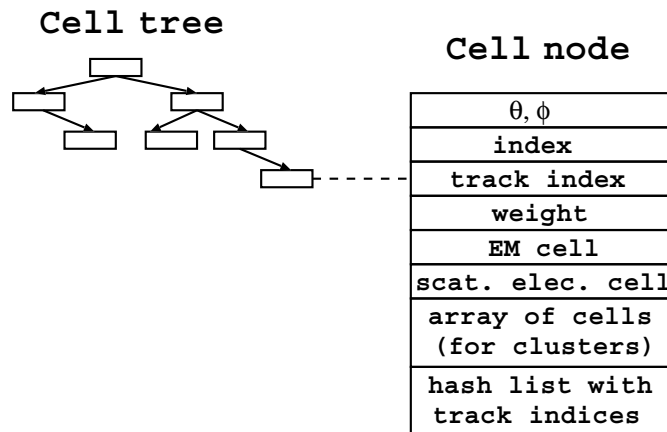 Cell tree
Cell node
θ, ϕ
index
track index
weight
EM cell
scat. elec. cell
array of cells
(for clusters)
hash list with
track indices